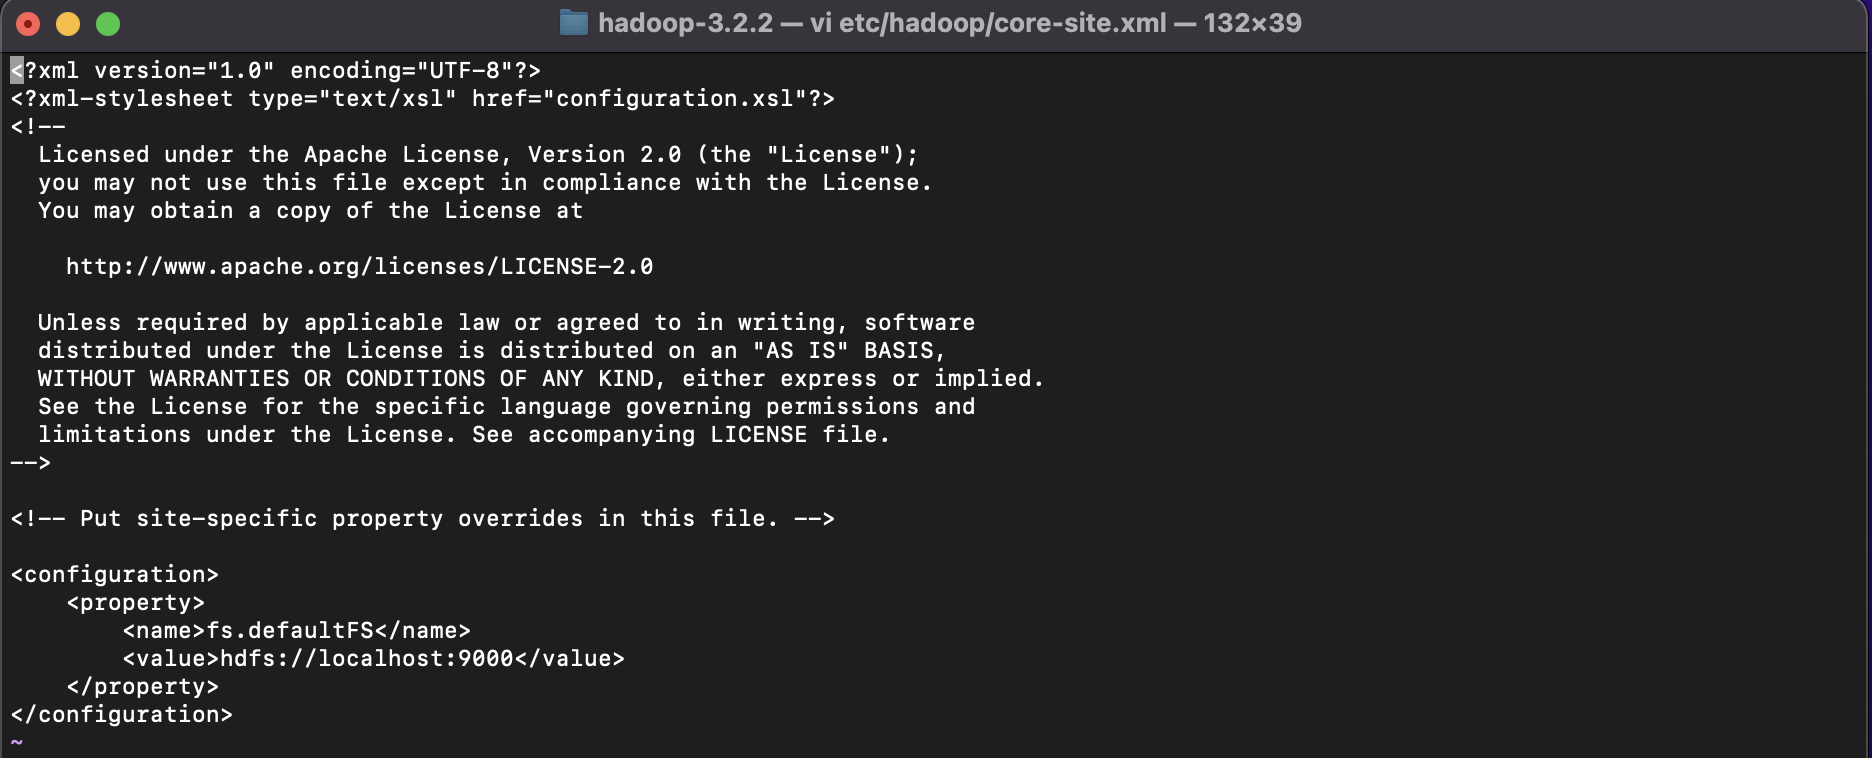 hadoop-3.2.2 — vi etc/hadoop/core-site.xml — 132×39
<?xml version="1.0" encoding="UTF-8"?>
<?xml-stylesheet type="text/xsl" href="configuration.xsl"?>
<!--
  Licensed under the Apache License, Version 2.0 (the "License");
  you may not use this file except in compliance with the License.
  You may obtain a copy of the License at

    http://www.apache.org/licenses/LICENSE-2.0

  Unless required by applicable law or agreed to in writing, software
  distributed under the License is distributed on an "AS IS" BASIS,
  WITHOUT WARRANTIES OR CONDITIONS OF ANY KIND, either express or implied.
  See the License for the specific language governing permissions and
  limitations under the License. See accompanying LICENSE file.
-->

<!-- Put site-specific property overrides in this file. -->

<configuration>
    <property>
        <name>fs.defaultFS</name>
        <value>hdfs://localhost:9000</value>
    </property>
</configuration>
~